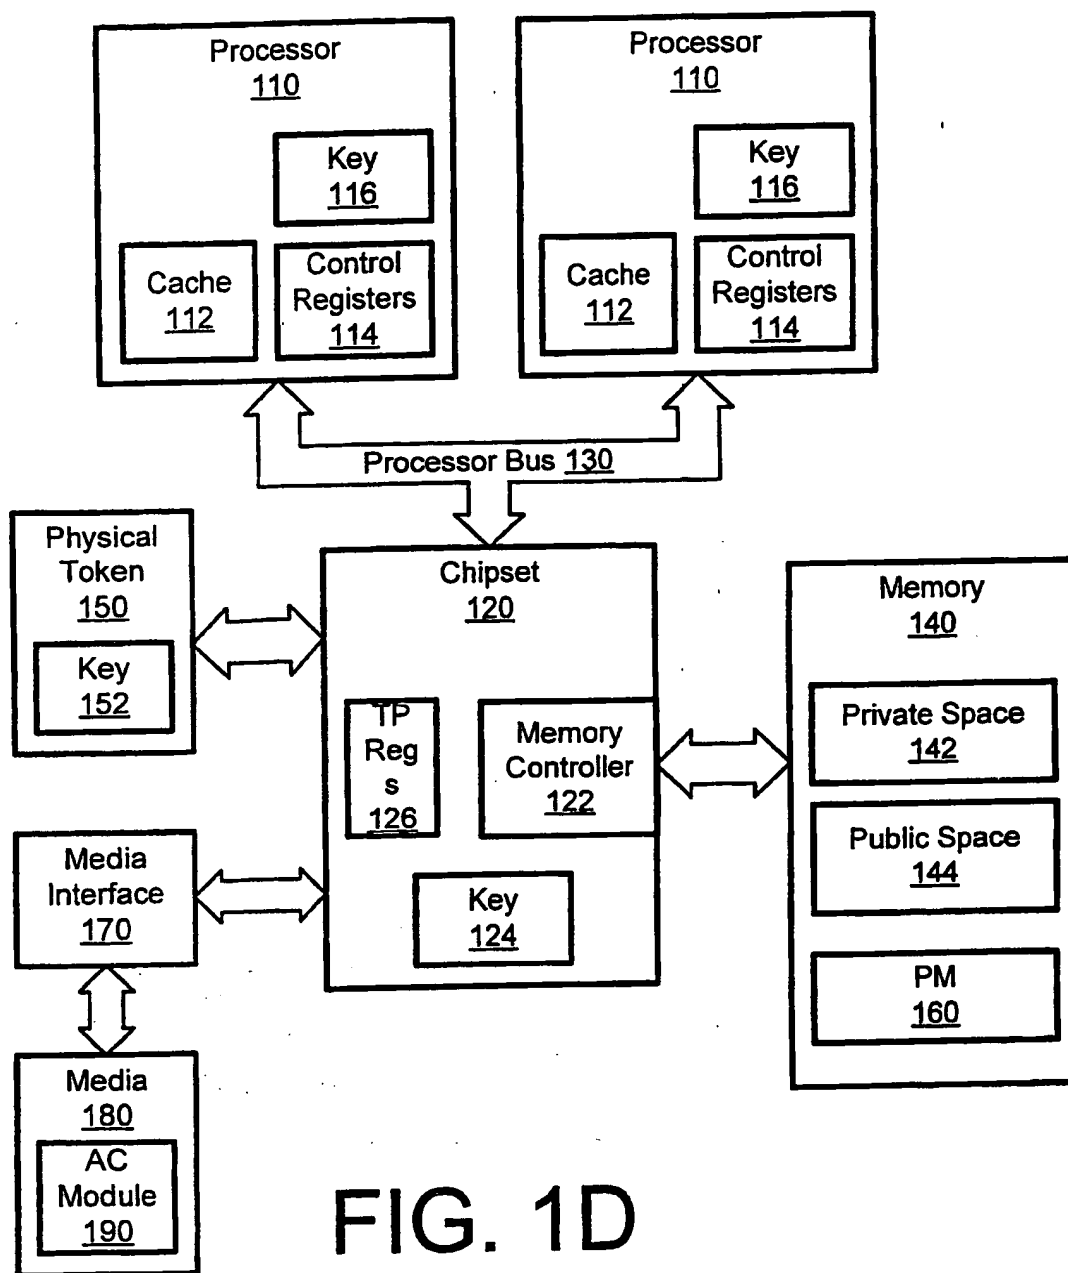 Processor
110
Key
116
Cache
112
Control
Registers
114
Processor
110
Key
116
Cache
112
Control
Registers
114
Processor Bus 130
Physical
Token
150
Key
152
Chipset
120
TP
Reg
s
126
Memory
Controller
122
Key
124
Memory
140
Private Space
142
Public Space
144
PM
160
Media
Interface
170
Media
180
AC
Module
190
FIG. 1D